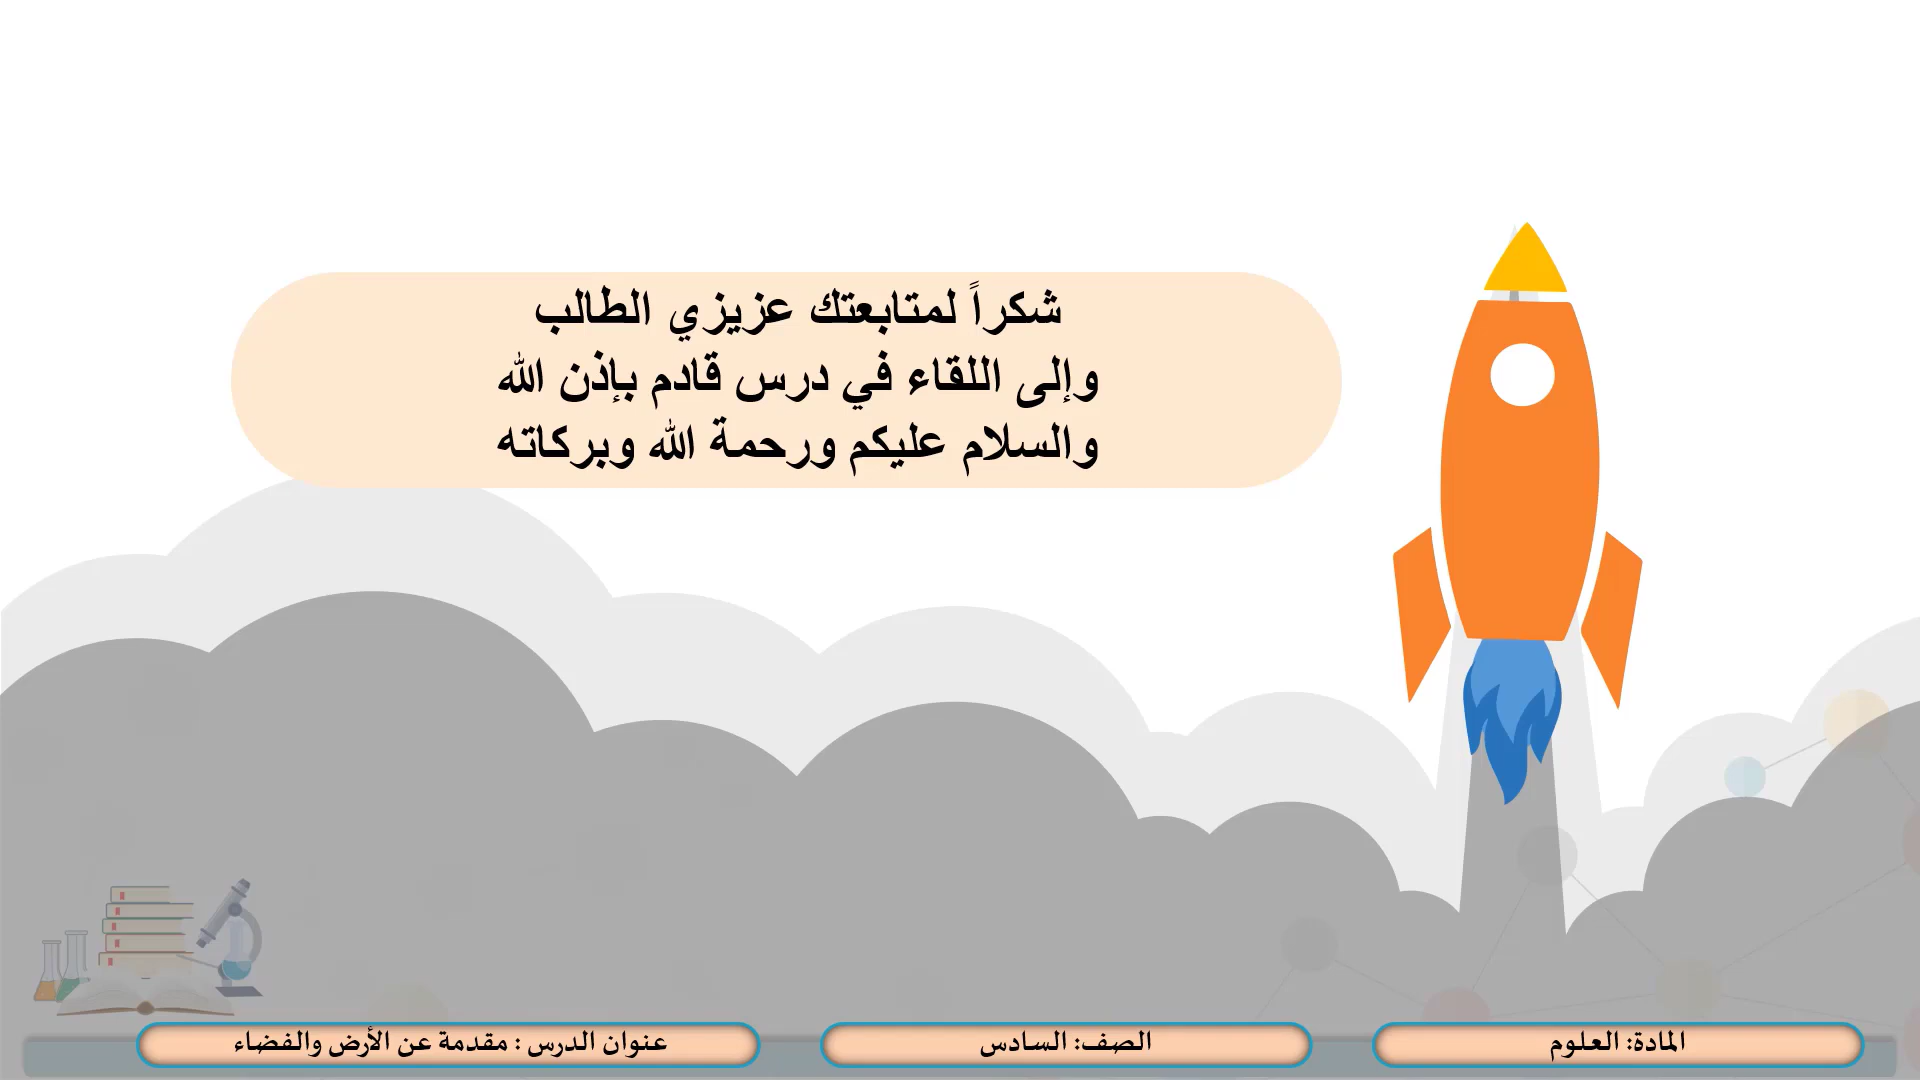 شكراً لمتابعتك عزيزي الطالب
وإلى اللقاء في درس قادم بإذن الله
والسلام عليكم ورحمة الله وبركاته
المادة: العلوم
الصف: السادس
عنوان الدرس : مقدمة عن الأرض والفضاء